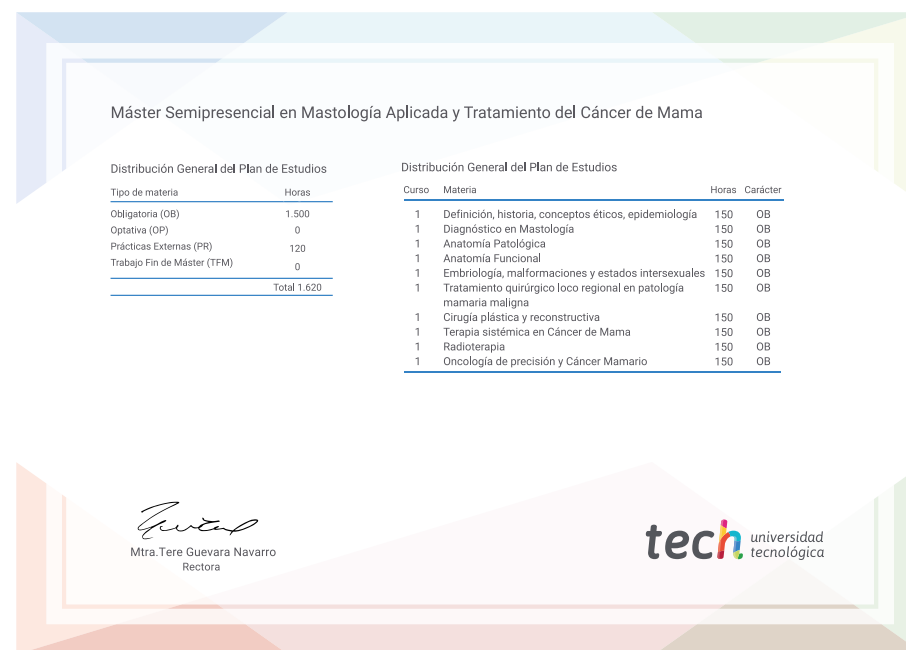 Máster Semipresencial en Mastología Aplicada y Tratamiento del Cáncer de Mama
Distribución General del Plan de Estudios
Tipo de materia Horas
Obligatoria (OB) 1.500
Optativa (OP) 0
Prácticas Externas (PR) 120
Trabajo Fin de Máster (TFM) 0
Total 1.620
Distribución General del Plan de Estudios
Curso Materia Horas Carácter
1 Definición, historia, conceptos éticos, epidemiología 150 OB
1 Diagnóstico en Mastología 150 OB
1 Anatomía Patológica 150 OB
1 Anatomía Funcional 150 OB
1 Embriología, malformaciones y estados intersexuales 150 OB
1 Tratamiento quirúrgico loco regional en patología 150 OB
mamaria maligna
1 Cirugía plástica y reconstructiva 150 OB
1 Terapia sistémica en Cáncer de Mama 150 OB
1 Radioterapia 150 OB
1 Oncología de precisión y Cáncer Mamario 150 OB
Mtra.Tere Guevara Navarro
Rectora
tech universidad
tecnológica